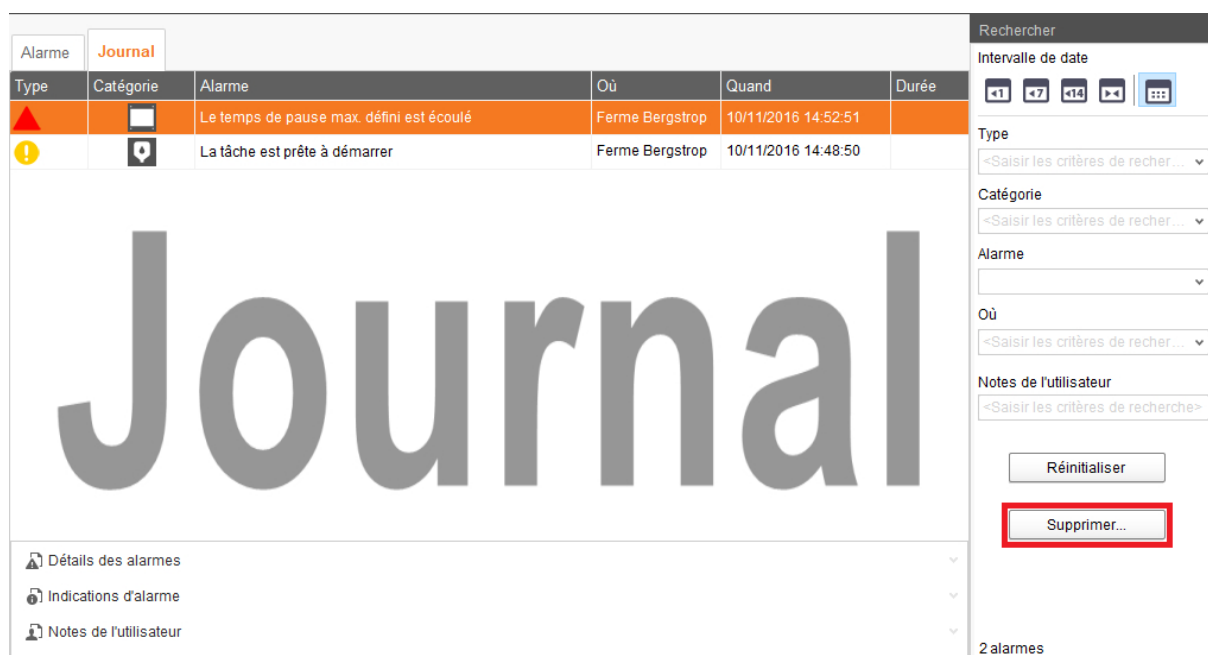 Alarme
Journal
Type Catégorie Alarme Où Quand Durée
Le temps de pause max. défini est écoulé Ferme Bergstrop 10/11/2016 14:52:51
La tâche est prête à démarrer Ferme Bergstrop 10/11/2016 14:48:50
Journal
Détails des alarmes
Indications d'alarme
Notes de l'utilisateur
Rechercher
Intervalle de date
1 7 14
Type
<Saisir les critères de recher...
Catégorie
<Saisir les critères de recher...
Alarme
Où
<Saisir les critères de recher...
Notes de l'utilisateur
<Saisir les critères de recherche>
Réinitialiser
Supprimer...
2 alarmes